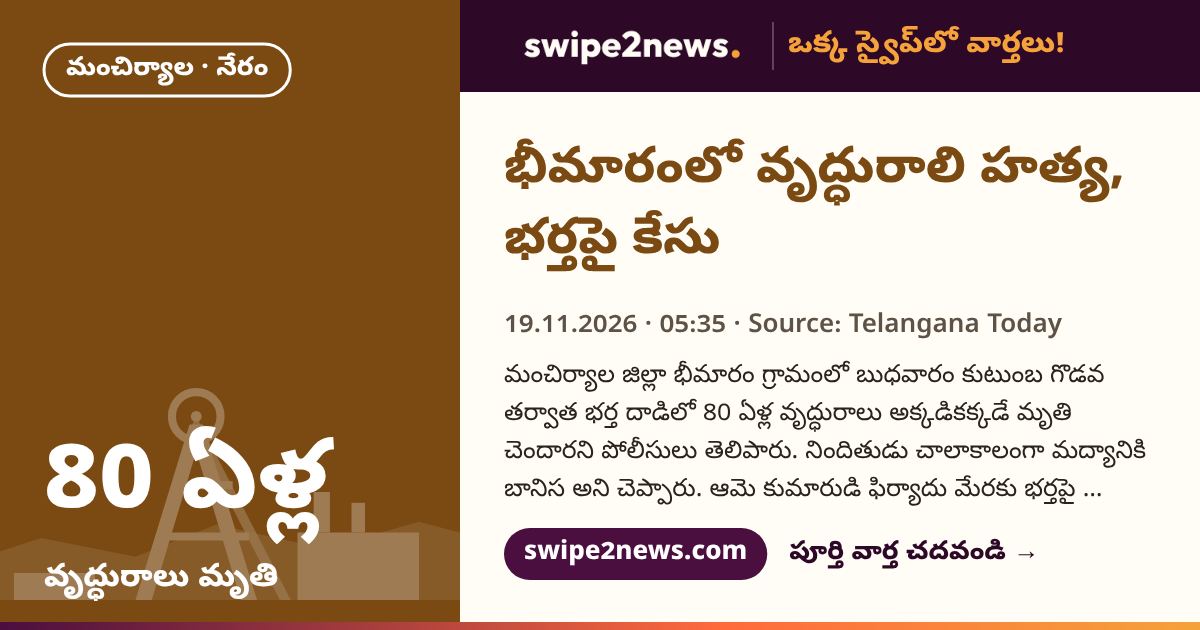 మంచిర్యాల · నేరం
80 ఏళ్ల
వృద్ధురాలు మృతి
swipe2news. ఒక్క స్వైప్‌లో వార్తలు!
భీమారంలో వృద్ధురాలి హత్య,
భర్తపై కేసు
19.11.2026 · 05:35 · Source: Telangana Today
మంచిర్యాల జిల్లా భీమారం గ్రామంలో బుధవారం కుటుంబ గొడవ
తర్వాత భర్త దాడిలో 80 ఏళ్ల వృద్ధురాలు అక్కడికక్కడే మృతి
చెందారని పోలీసులు తెలిపారు. నిందితుడు చాలాకాలంగా మద్యానికి
బానిస అని చెప్పారు. ఆమె కుమారుడి ఫిర్యాదు మేరకు భర్తపై ...
swipe2news.com పూర్తి వార్త చదవండి →